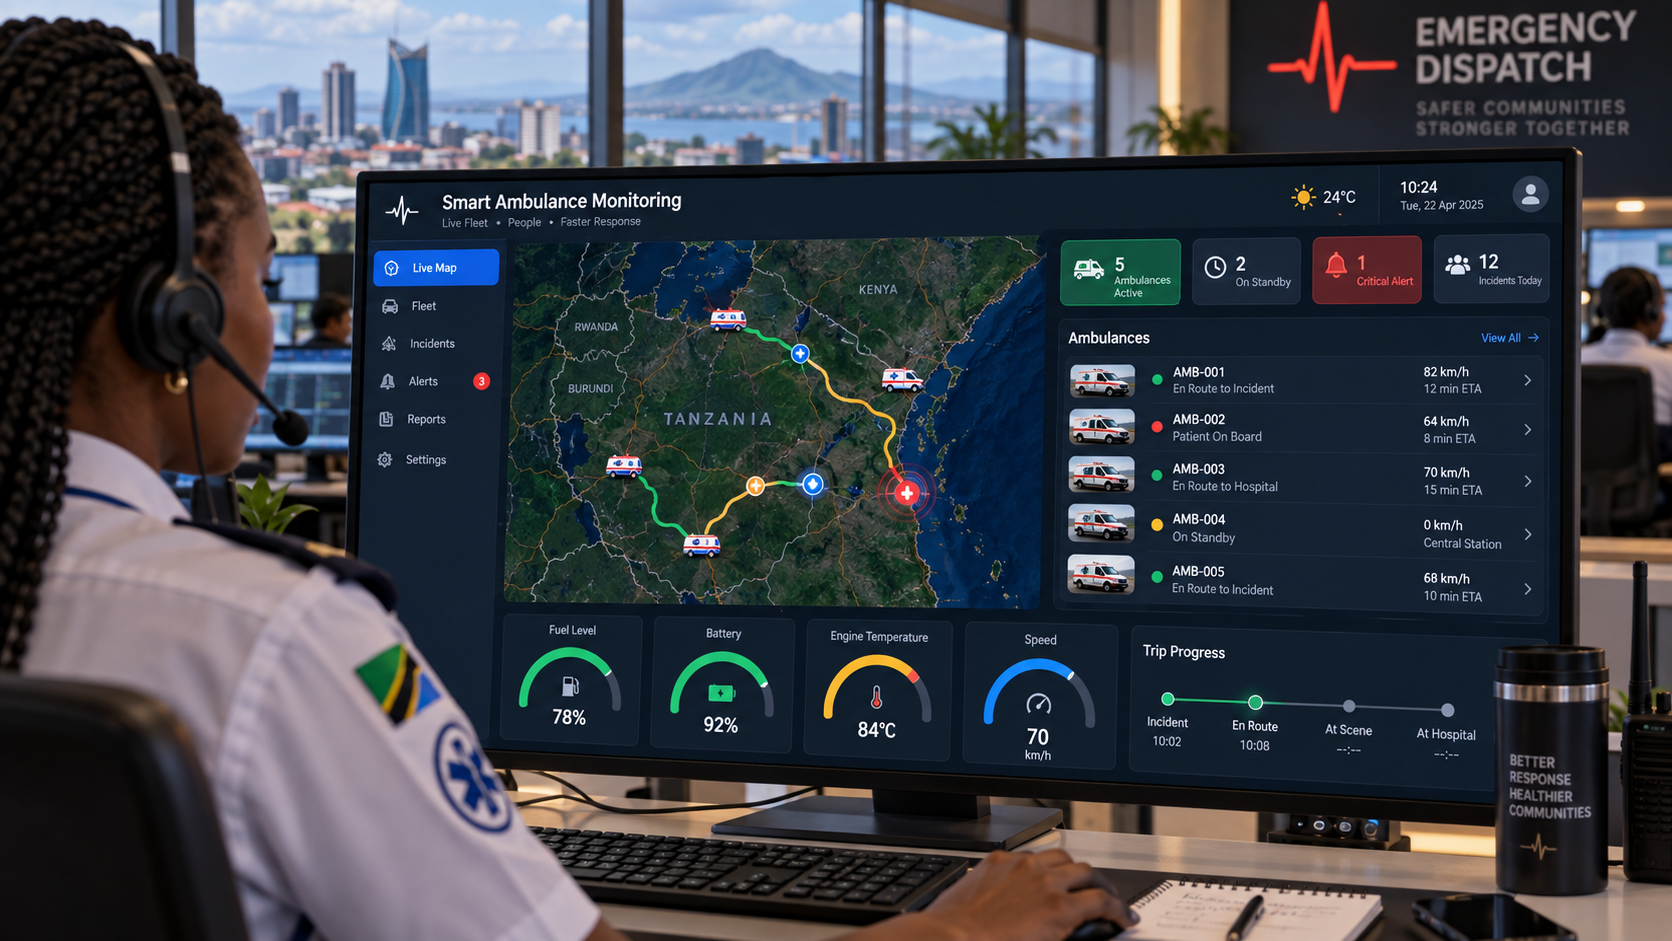 EMERGENCY
DISPATCH
SAFER COMMUNITIES
STRONGER TOGETHER
Smart Ambulance Monitoring
Live Fleet • People • Faster Response
24°C
10:24
Tue, 22 Apr 2025
Live Map
Fleet
Incidents
Alerts
3
Reports
Settings
KENYA
RWANDA
BURUNDI
TANZANIA
5
Ambulances
Active
2
On Standby
1
Critical Alert
12
Incidents Today
Ambulances
View All →
AMB-001
En Route to Incident
82 km/h
12 min ETA
AMB-002
Patient On Board
64 km/h
8 min ETA
AMB-003
En Route to Hospital
70 km/h
15 min ETA
AMB-004
On Standby
0 km/h
Central Station
AMB-005
En Route to Incident
68 km/h
10 min ETA
Fuel Level
78%
Battery
92%
Engine Temperature
84°C
Speed
70
km/h
Trip Progress
Incident
10:02
En Route
10:08
At Scene
--:--
At Hospital
--:--
BETTER
RESPONSE
HEALTHIER
COMMUNITIES